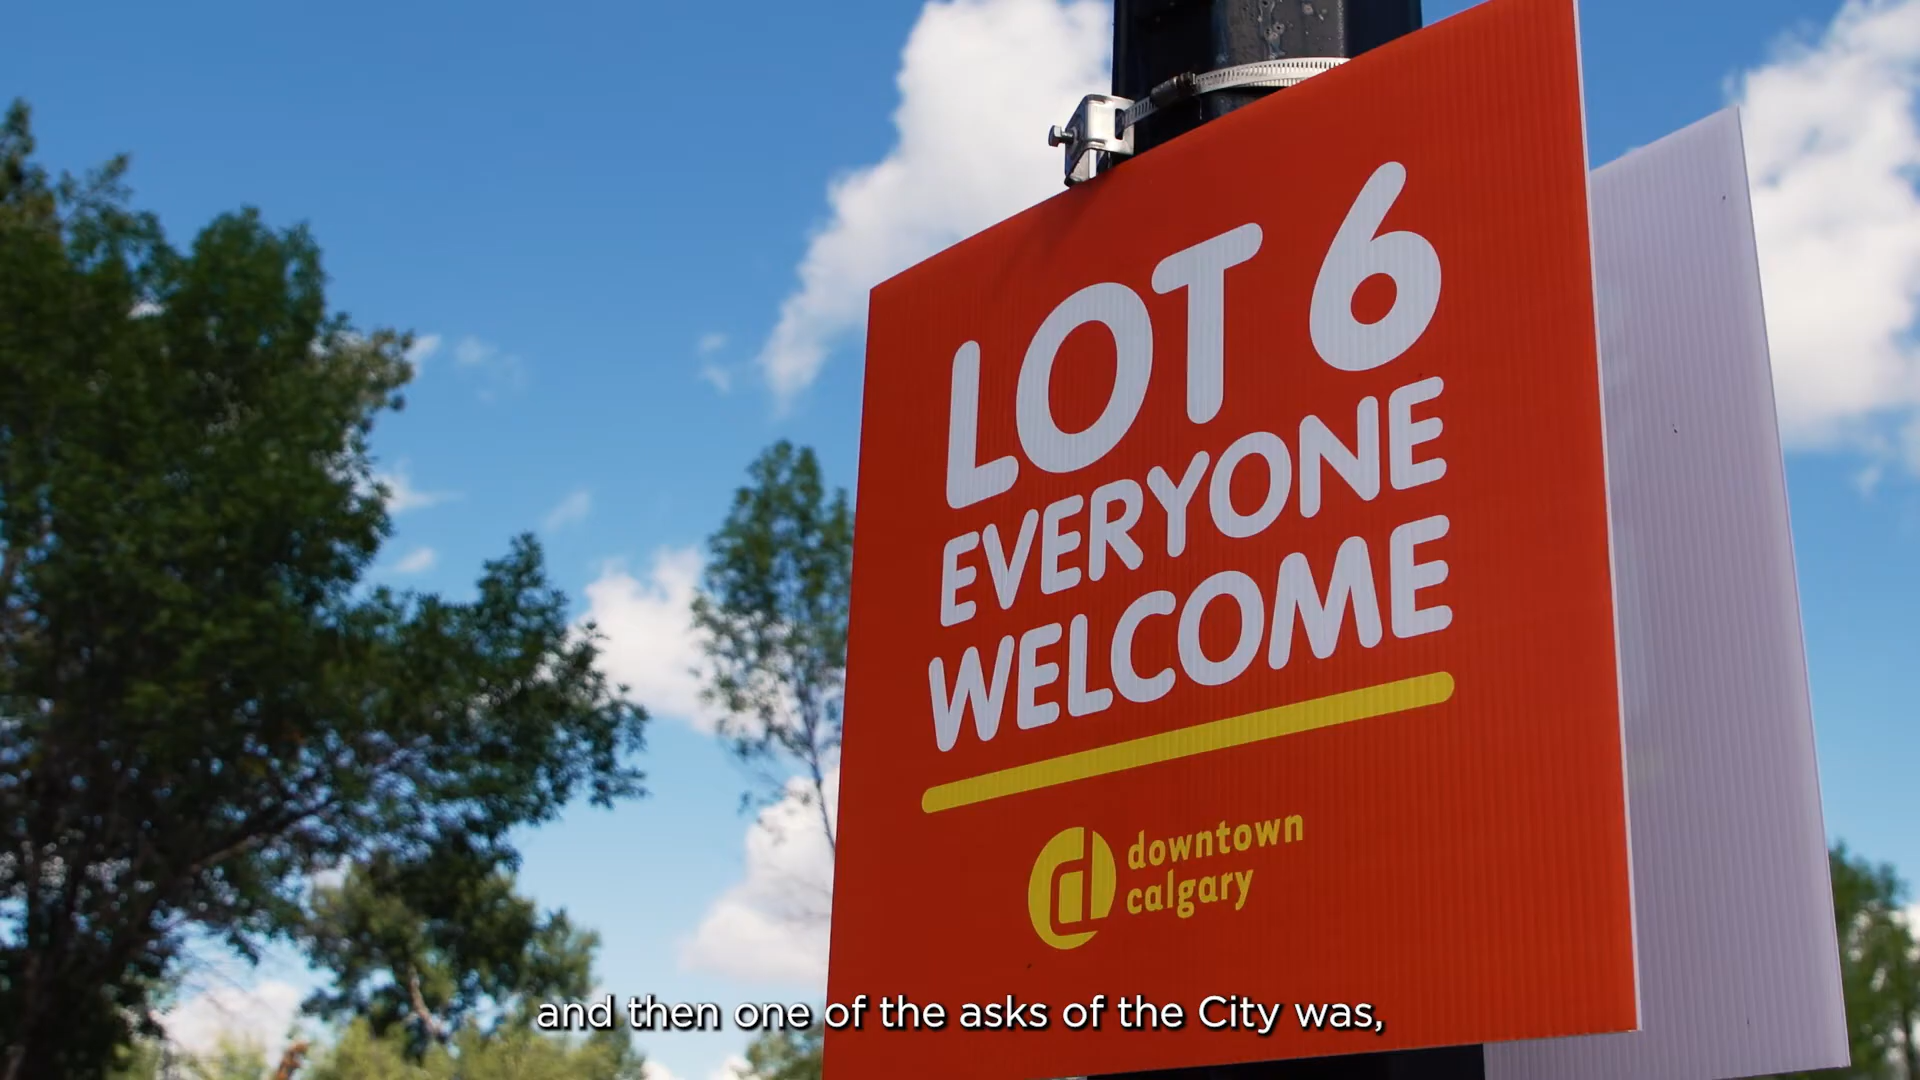 LOT 6
EVERYONE
WELCOME
downtown
calgary
and then one of the asks of the City was,